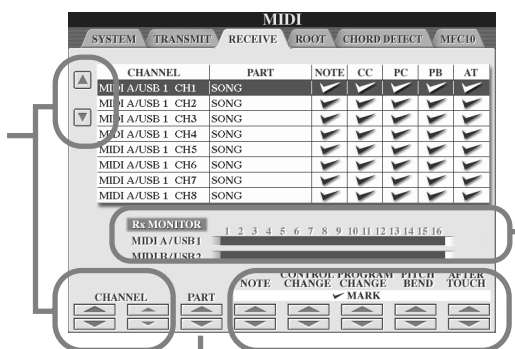 MIDI
SYSTEM TRANSMIT RECEIVE ROOT CHORD DETECT MFC10
CHANNEL PART NOTE CC PC PB AT
MIDI A/USB 1 CH1 SONG
MIDI A/USB 1 CH2 SONG
MIDI A/USB 1 CH3 SONG
MIDI A/USB 1 CH4 SONG
MIDI A/USB 1 CH5 SONG
MIDI A/USB 1 CH6 SONG
MIDI A/USB 1 CH7 SONG
MIDI A/USB 1 CH8 SONG
Rx MONITOR 1 2 3 4 5 6 7 8 9 10 11 12 13 14 15 16
MIDI A/USB1
MIDI B/USB2
CHANNEL PART NOTE CONTROL CHANGE PROGRAM CHANGE PITCH BEND AFTER TOUCH
MARK